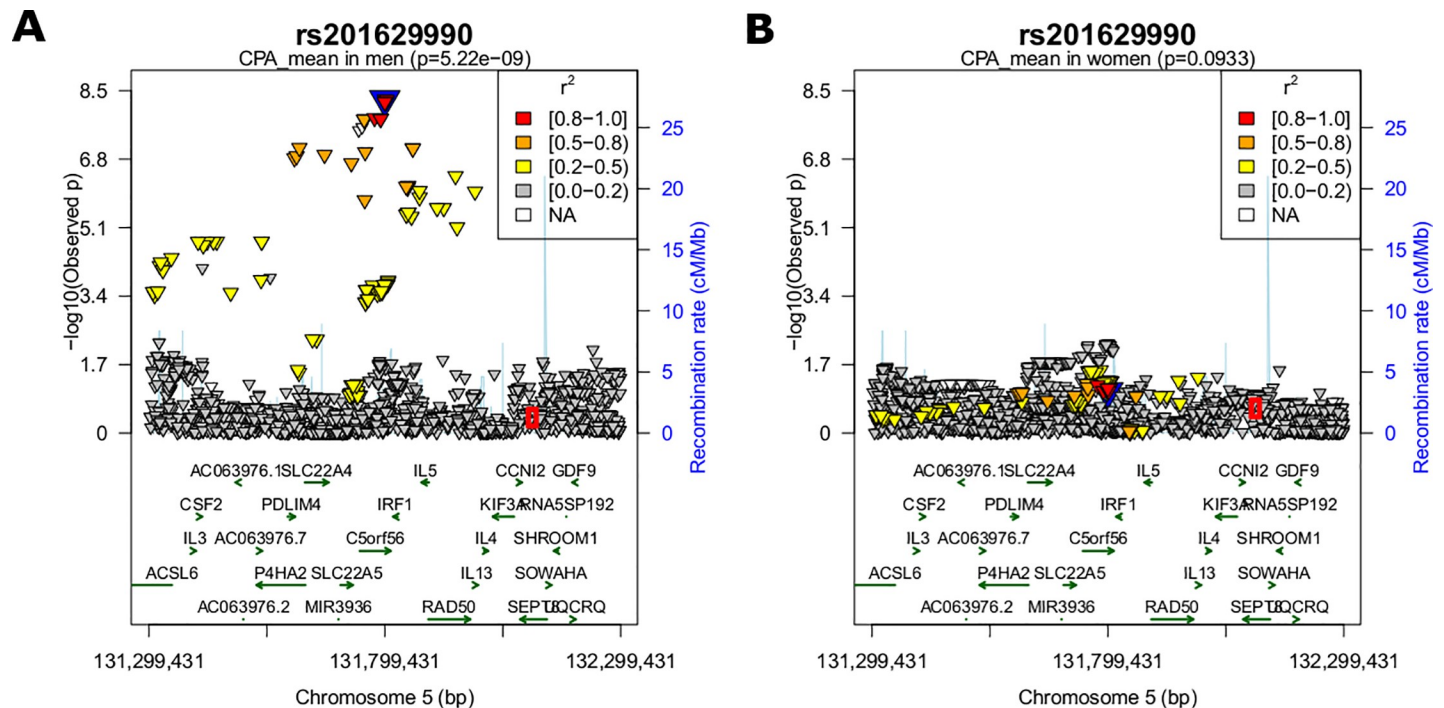 A
rs201629990
CPA_mean in men (p=5.22e−09)
−log10(Observed p)
8.5
6.8
5.1
3.4
1.7
0
r2
[0.8−1.0]
[0.5−0.8)
[0.2−0.5)
[0.0−0.2)
NA
25
20
15
10
5
0
Recombination rate (cM/Mb)
AC063976.1 SLC22A4 IL5 CCNI2 GDF9
CSF2 PDLIM4 IRF1 KIF3A RNA5SP192
IL3 AC063976.7 C5orf56 IL4 SHROOM1
ACSL6 P4HA2 SLC22A5 IL13 SOWAHA
AC063976.2 MIR3936 RAD50 SEPT8 UQCRQ
131,299,431 131,799,431 132,299,431
Chromosome 5 (bp)
B
rs201629990
CPA_mean in women (p=0.0933)
−log10(Observed p)
8.5
6.8
5.1
3.4
1.7
0
r2
[0.8−1.0]
[0.5−0.8)
[0.2−0.5)
[0.0−0.2)
NA
25
20
15
10
5
0
Recombination rate (cM/Mb)
AC063976.1 SLC22A4 IL5 CCNI2 GDF9
CSF2 PDLIM4 IRF1 KIF3A RNA5SP192
IL3 AC063976.7 C5orf56 IL4 SHROOM1
ACSL6 P4HA2 SLC22A5 IL13 SOWAHA
AC063976.2 MIR3936 RAD50 SEPT8 UQCRQ
131,299,431 131,799,431 132,299,431
Chromosome 5 (bp)